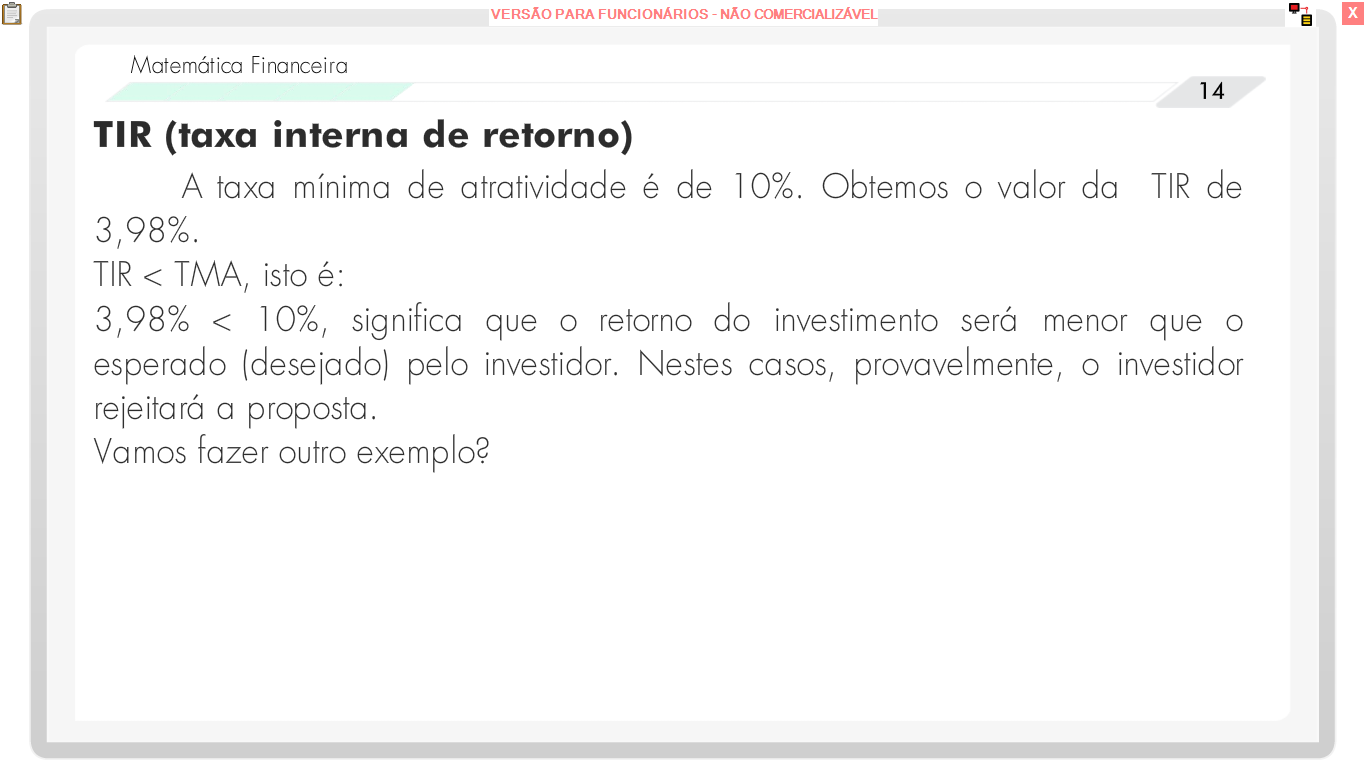 VERSÃO PARA FUNCIONÁRIOS - NÃO COMERCIALIZÁVEL
X
Matemática Financeira
14
TIR (taxa interna de retorno)
A taxa mínima de atratividade é de 10%. Obtemos o valor da TIR de
3,98%.
TIR < TMA, isto é:
3,98% < 10%, significa que o retorno do investimento será menor que o
esperado (desejado) pelo investidor. Nestes casos, provavelmente, o investidor
rejeitará a proposta.
Vamos fazer outro exemplo?